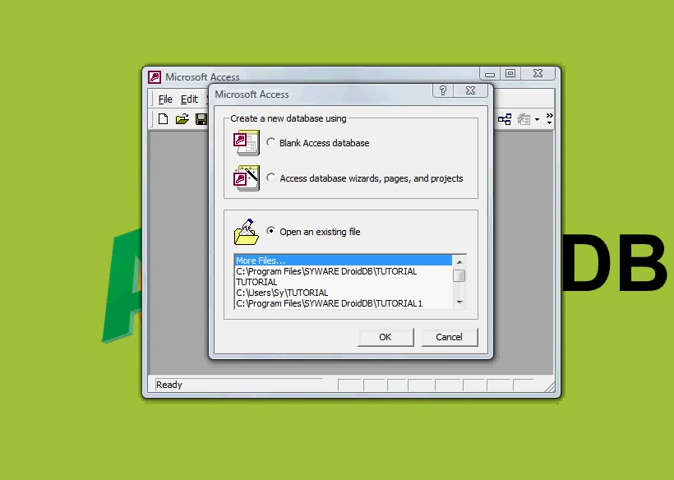 Microsoft Access
File Edit
Microsoft Access
Create a new database using
Blank Access database
Access database wizards, pages, and projects
Open an existing file
More Files...
C:\Program Files\SYWARE DroidDB\TUTORIAL
TUTORIAL
C:\Users\Sy\TUTORIAL
C:\Program Files\SYWARE DroidDB\TUTORIAL1
OK Cancel
DB
Ready